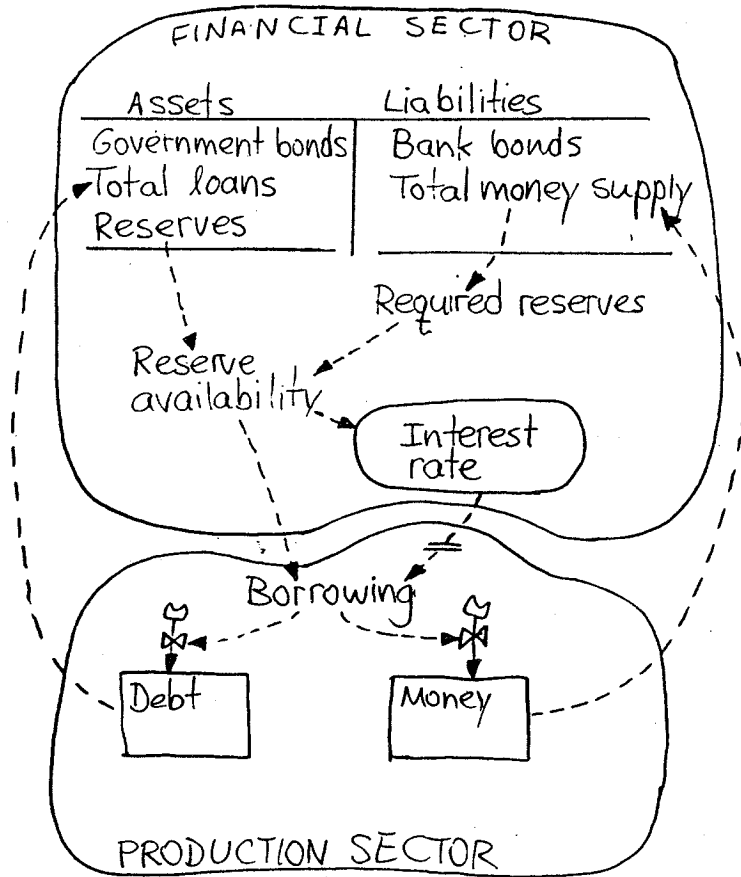 FINANCIAL SECTOR
Assets
Liabilities
Government bonds
Total loans
Reserves
Bank bonds
Total money supply
Required reserves
Reserve
availability
Interest
rate
Borrowing
Debt
Money
PRODUCTION SECTOR